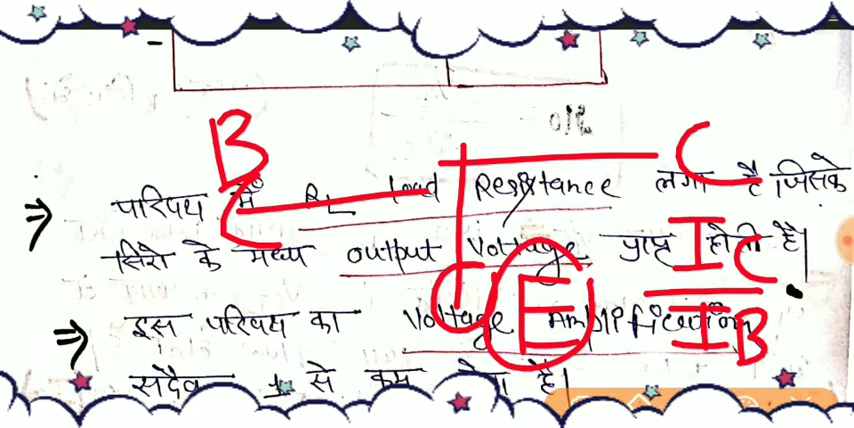 परिपथ में RL Load Resistance लगा है जिसके
सिरो के मध्य output Voltage प्राप्त होती है।
इस परिपथ का Voltage Amplification
सदैव 1 से कम होता है।
B
C
E
IC
IB